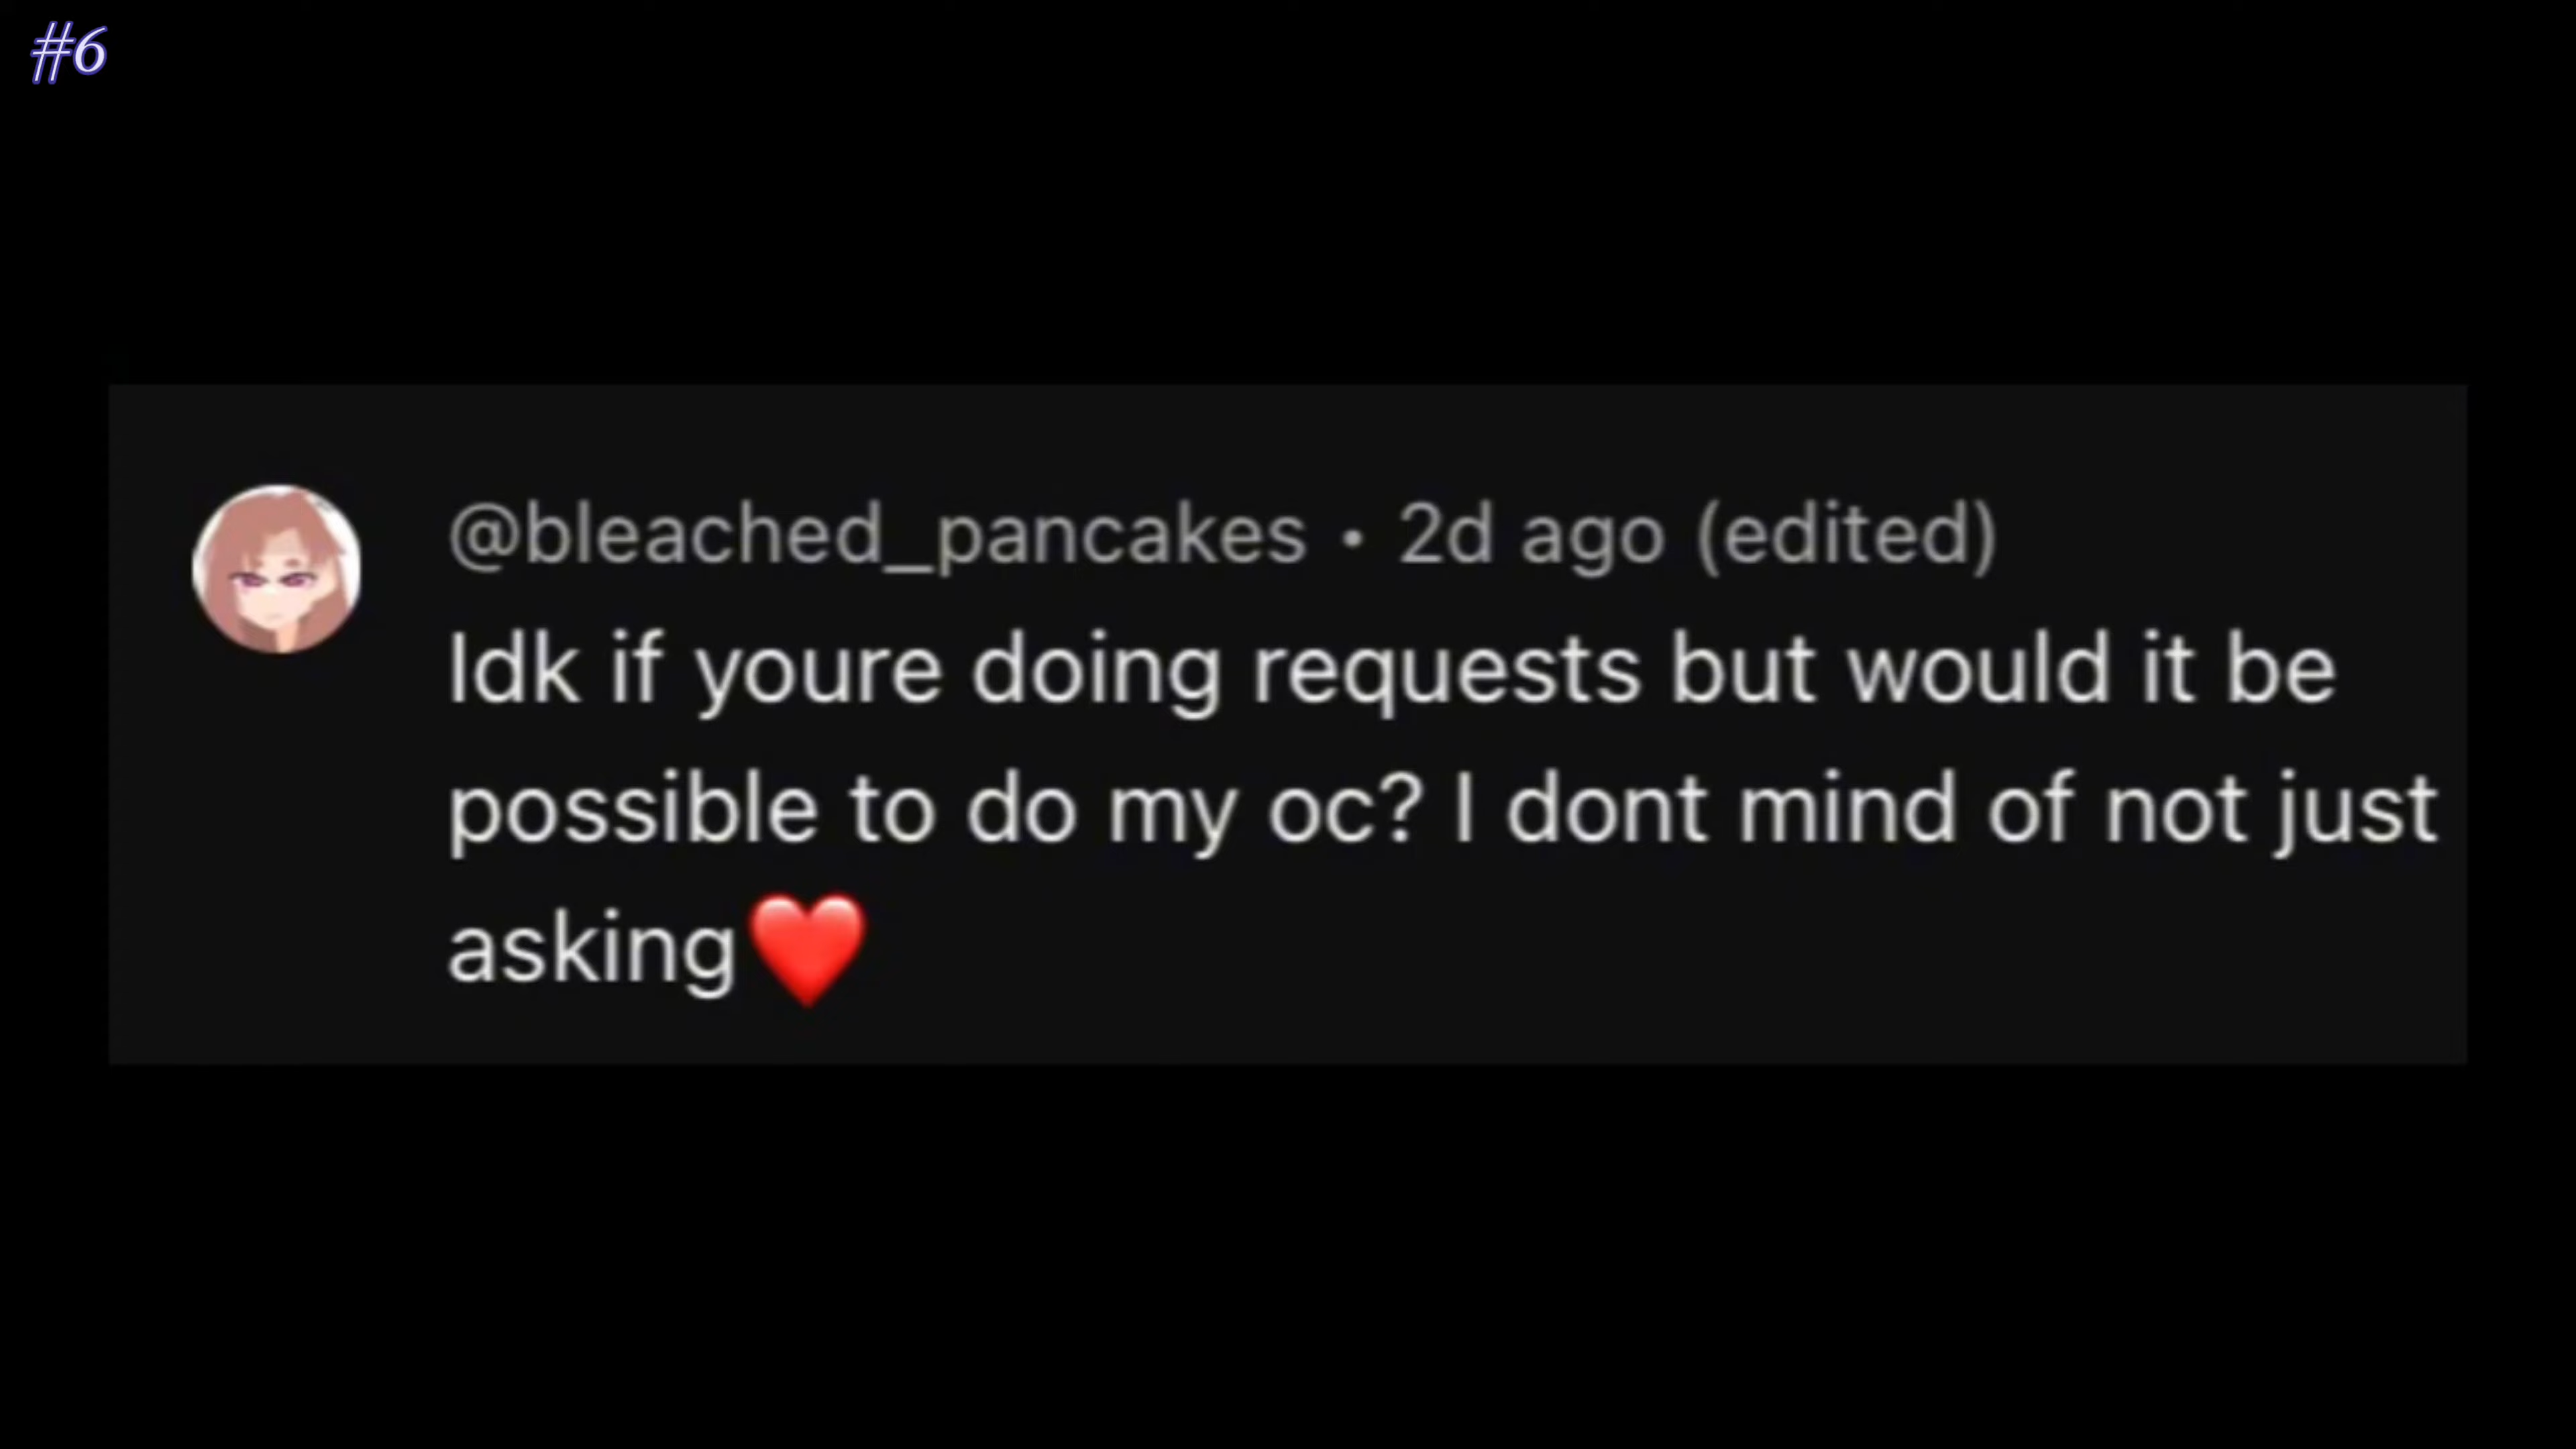 #6
@bleached_pancakes • 2d ago (edited)
Idk if youre doing requests but would it be
possible to do my oc? I dont mind of not just
asking❤️